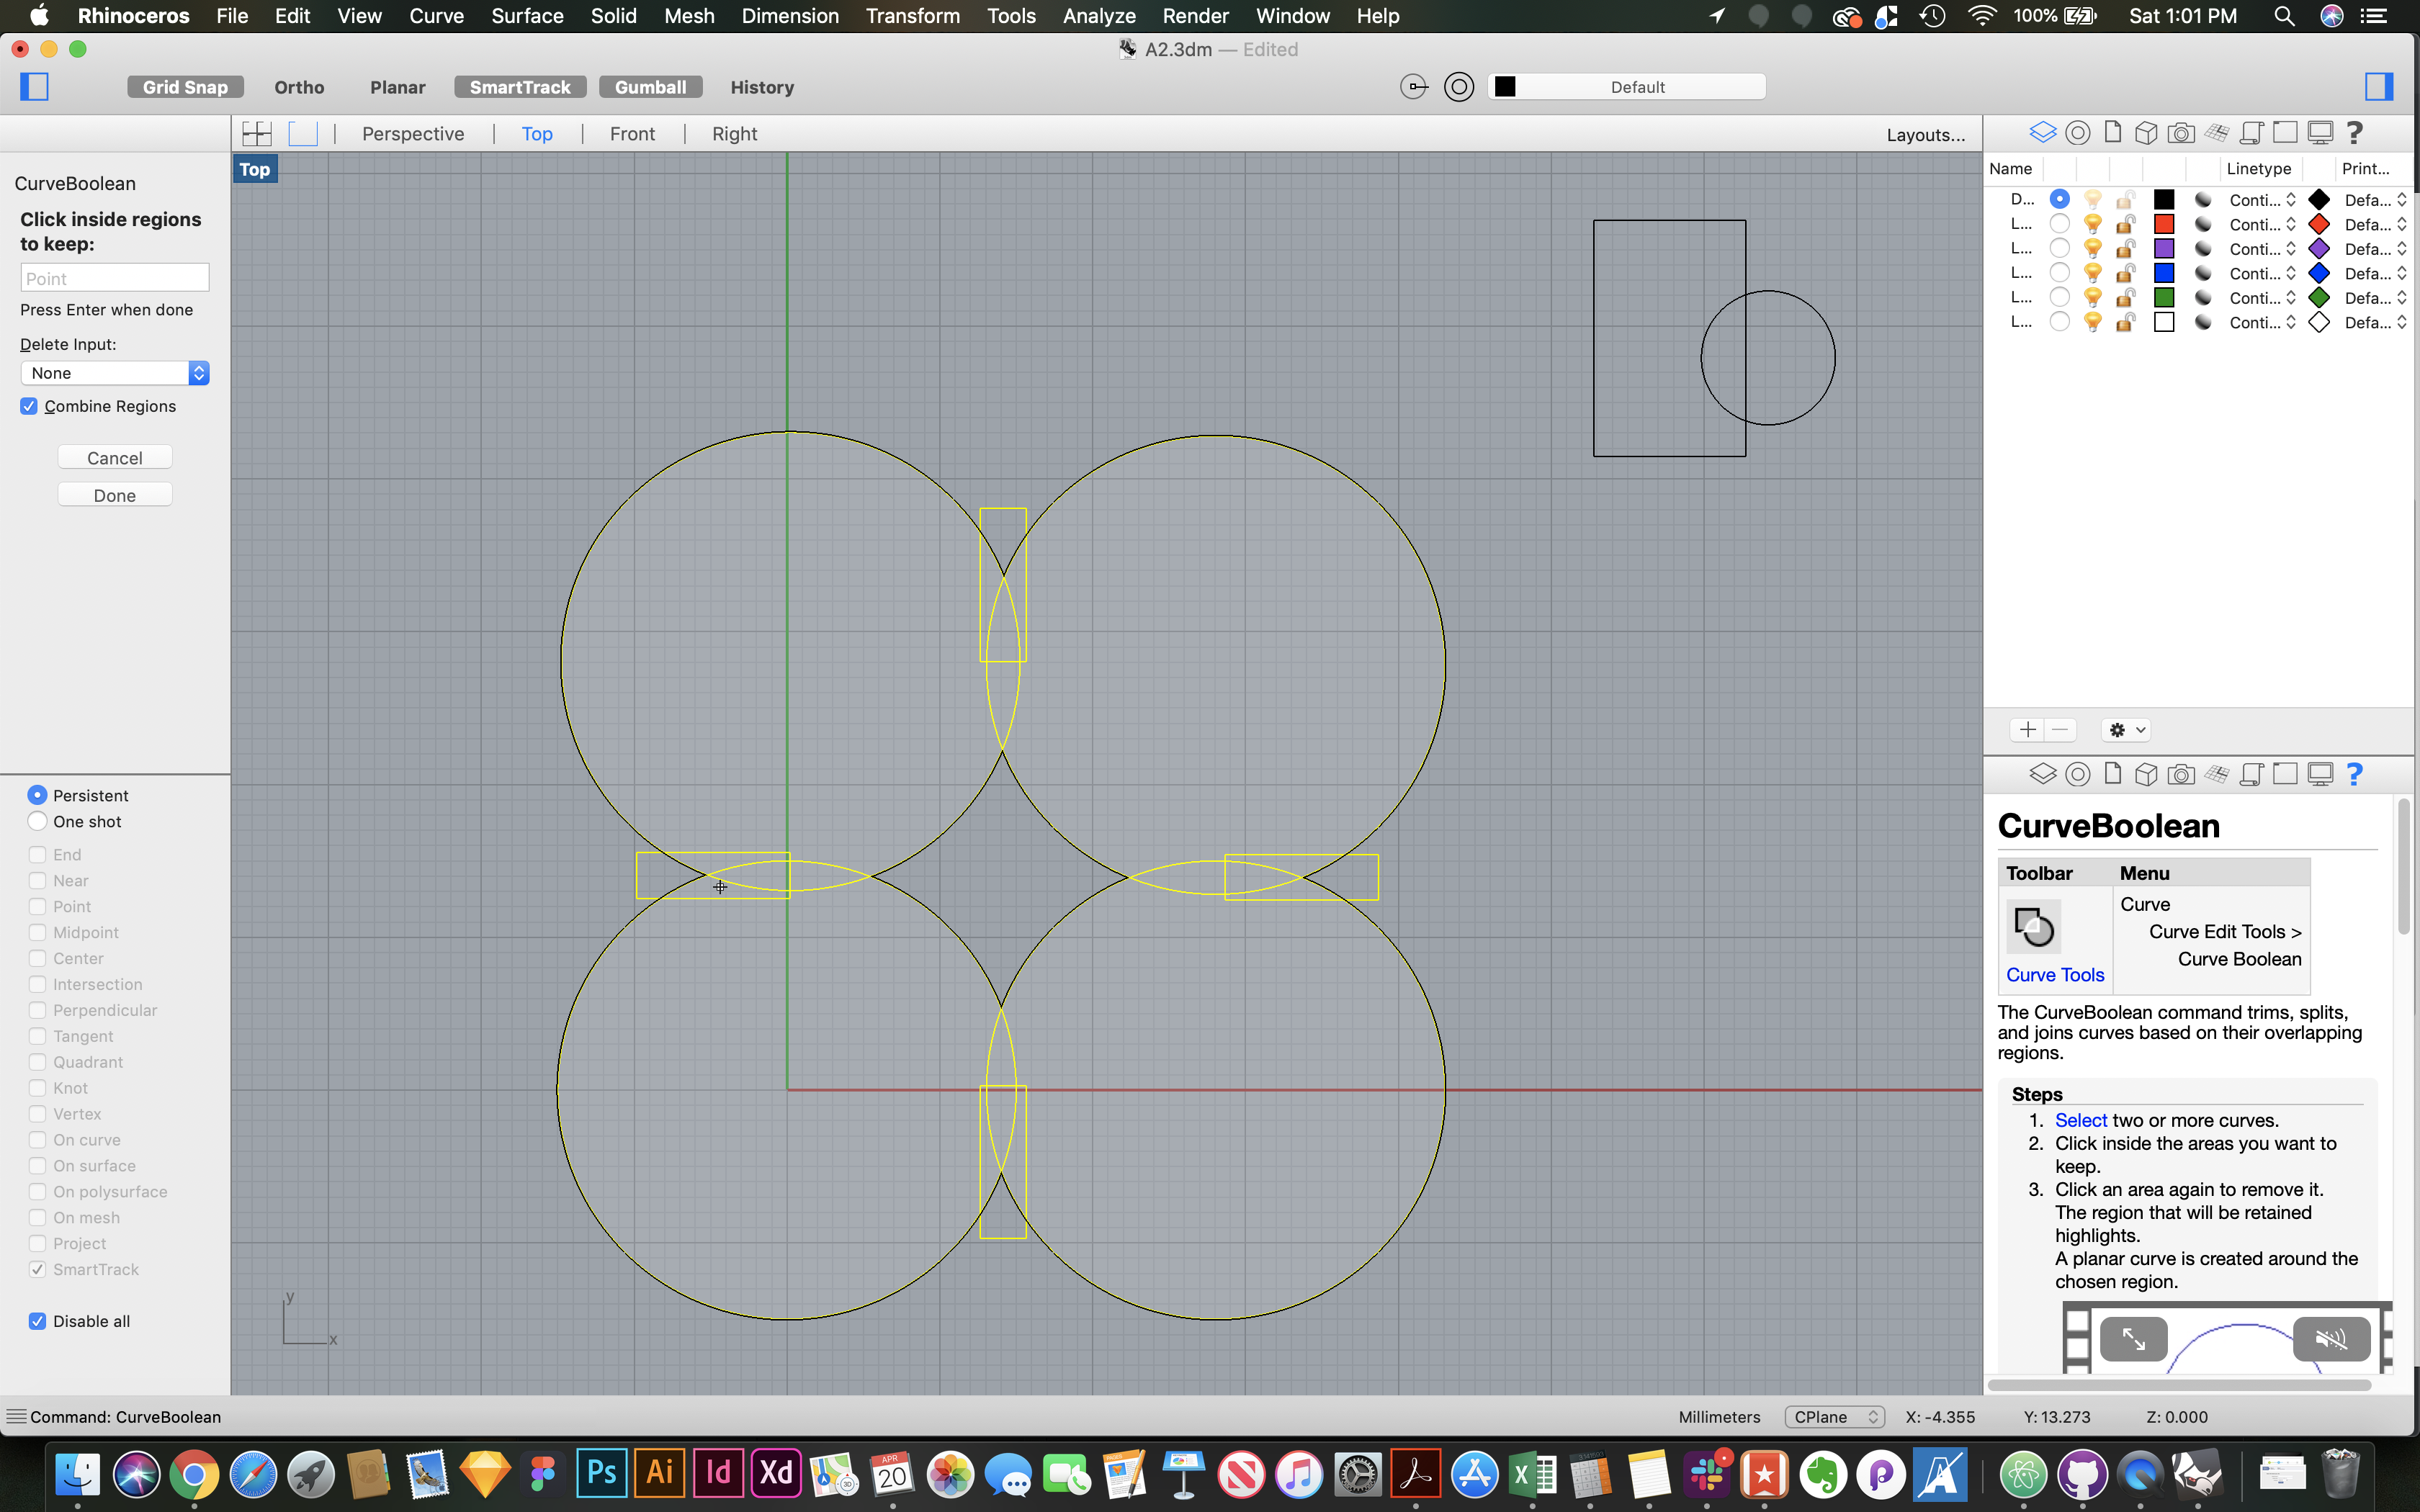 Rhinoceros File Edit View Curve Surface Solid Mesh Dimension Transform Tools Analyze Render Window Help 100% Sat 1:01 PM
A2.3dm — Edited
Grid Snap Ortho Planar SmartTrack Gumball History Default
Perspective Top Front Right Layouts...
Top
CurveBoolean
Click inside regions
to keep:
Point
Press Enter when done
Delete Input:
None
Combine Regions
Cancel
Done
Persistent
One shot
End
Near
Point
Midpoint
Center
Intersection
Perpendicular
Tangent
Quadrant
Knot
Vertex
On curve
On surface
On polysurface
On mesh
Project
SmartTrack
Disable all
y
x
Name Linetype Print...
D... Conti... Defa...
L... Conti... Defa...
L... Conti... Defa...
L... Conti... Defa...
L... Conti... Defa...
L... Conti... Defa...
CurveBoolean
Toolbar Menu
Curve
Curve Edit Tools >
Curve Boolean
Curve Tools
The CurveBoolean command trims, splits,
and joins curves based on their overlapping
regions.
Steps
1. Select two or more curves.
2. Click inside the areas you want to
keep.
3. Click an area again to remove it.
The region that will be retained
highlights.
A planar curve is created around the
chosen region.
Command: CurveBoolean
Millimeters CPlane X: -4.355 Y: 13.273 Z: 0.000
Ps Ai Id Xd
APR
20